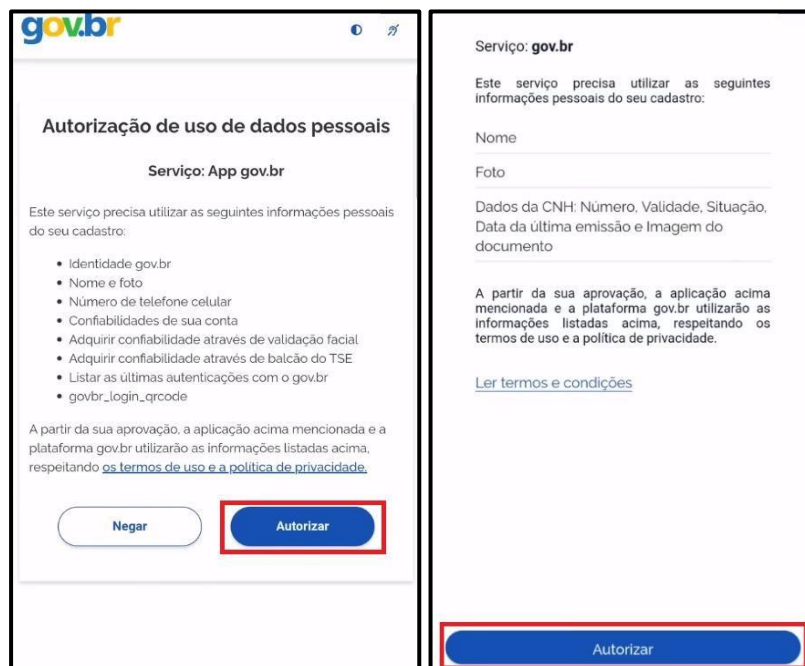 gov.br
Autorização de uso de dados pessoais
Serviço: App gov.br
Este serviço precisa utilizar as seguintes informações pessoais
do seu cadastro:
• Identidade gov.br
• Nome e foto
• Número de telefone celular
• Confiabilidades de sua conta
• Adquirir confiabilidade através de validação facial
• Adquirir confiabilidade através de balcão do TSE
• Listar as últimas autenticações com o gov.br
• govbr_login_qrcode
A partir da sua aprovação, a aplicação acima mencionada e a
plataforma gov.br utilizarão as informações listadas acima,
respeitando os termos de uso e a política de privacidade.
Negar
Autorizar
Serviço: gov.br
Este serviço precisa utilizar as seguintes
informações pessoais do seu cadastro:
Nome
Foto
Dados da CNH: Número, Validade, Situação,
Data da última emissão e Imagem do
documento
A partir da sua aprovação, a aplicação acima
mencionada e a plataforma gov.br utilizarão as
informações listadas acima, respeitando os
termos de uso e a política de privacidade.
Ler termos e condições
Autorizar